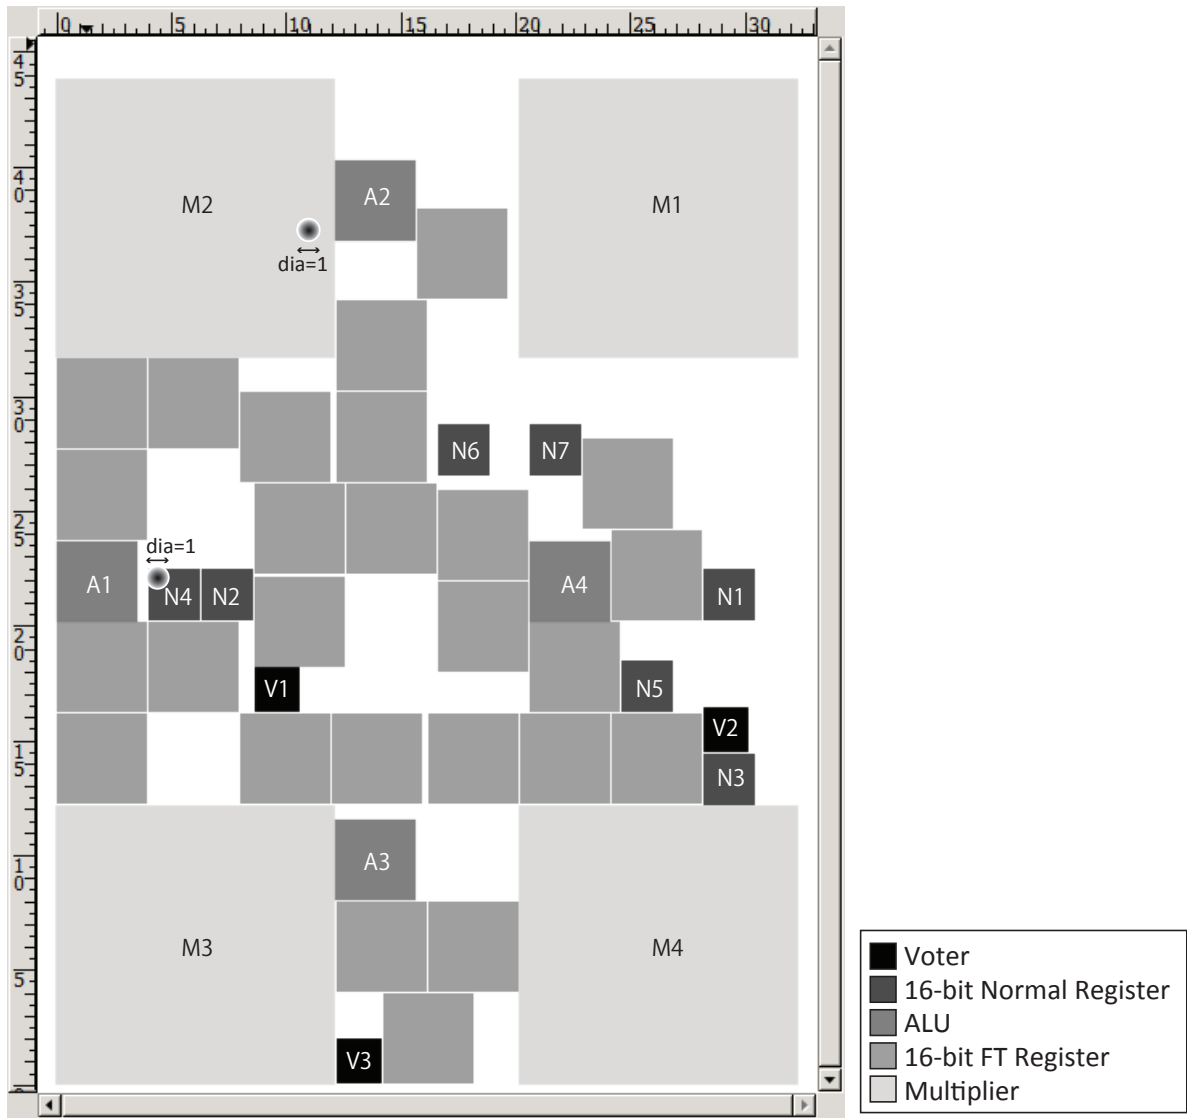 0 5 10 15 20 25 30
45
40
35
30
25
20
15
10
5
M2
A2
M1
dia=1
N6
N7
dia=1
A1
N4
N2
A4
N1
V1
N5
V2
N3
A3
M3
M4
V3
Voter
16-bit Normal Register
ALU
16-bit FT Register
Multiplier